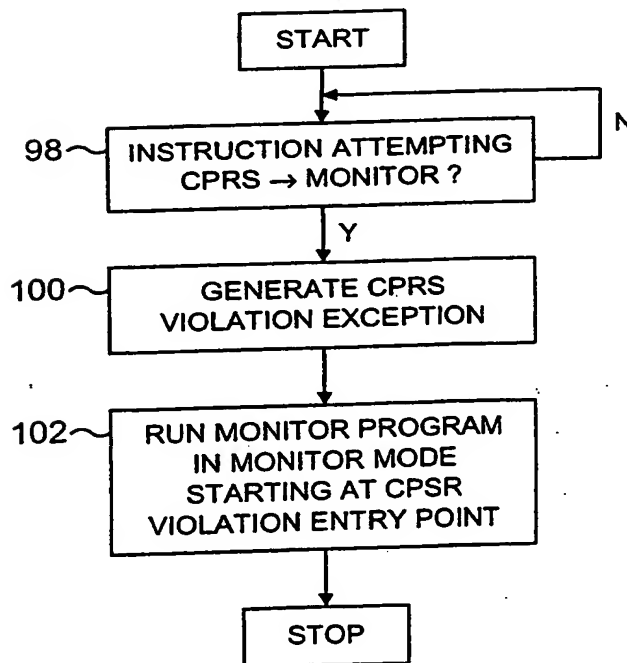 START
N
98
INSTRUCTION ATTEMPTING
CPRS → MONITOR ?
Y
100
GENERATE CPRS
VIOLATION EXCEPTION
102
RUN MONITOR PROGRAM
IN MONITOR MODE
STARTING AT CPSR
VIOLATION ENTRY POINT
STOP